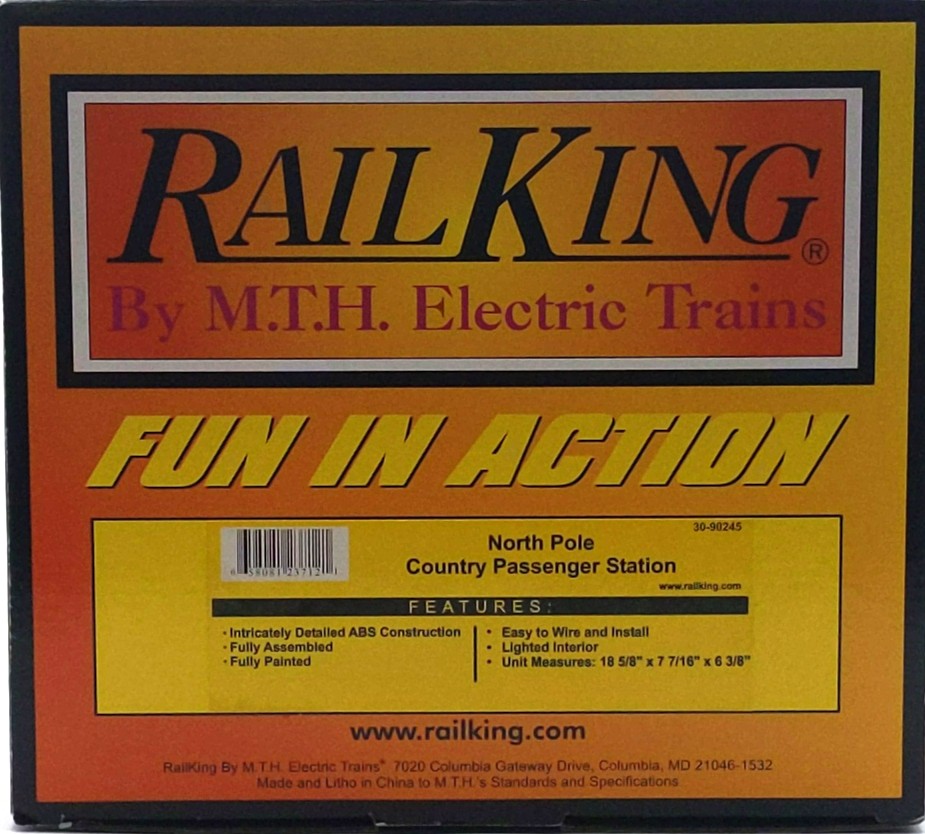 RAILKING®
By M.T.H. Electric Trains
FUN IN ACTION
30-90245
North Pole
Country Passenger Station
www.railking.com
FEATURES:
• Intricately Detailed ABS Construction
• Fully Assembled
• Fully Painted
• Easy to Wire and Install
• Lighted Interior
• Unit Measures: 18 5/8" x 7 7/16" x 6 3/8"
www.railking.com
RailKing By M.T.H. Electric Trains® 7020 Columbia Gateway Drive, Columbia, MD 21046-1532
Made and Litho in China to M.T.H.'s Standards and Specifications